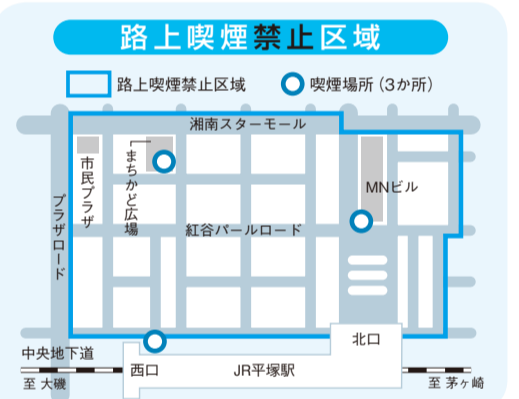 路上喫煙禁止区域
路上喫煙禁止区域
喫煙場所（3か所）
湘南スターモール
市民プラザ
まちかど広場
MNビル
プラザロード
紅谷パールロード
北口
中央地下道
西口
JR平塚駅
至 大磯
至 茅ヶ崎